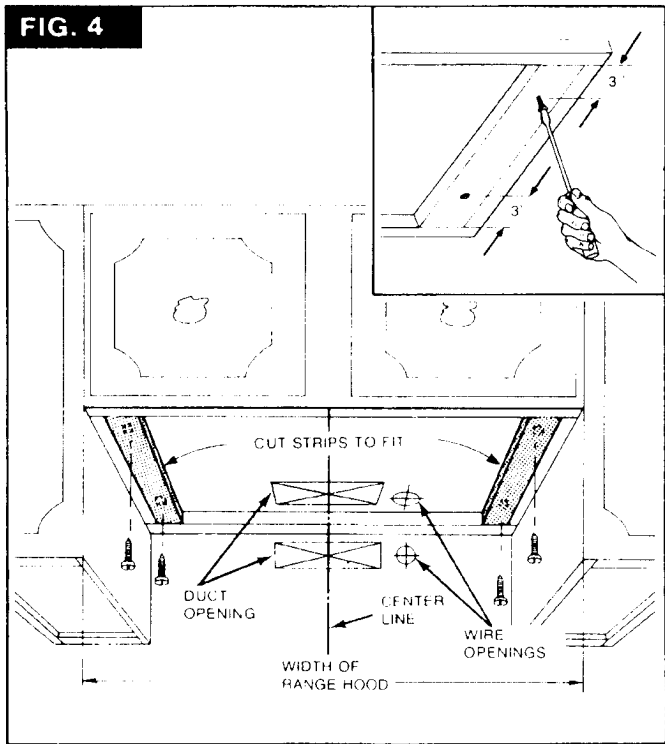 FIG. 4
3"
3"
CUT STRIPS TO FIT
DUCT
OPENING
CENTER
LINE
WIRE
OPENINGS
WIDTH OF
RANGE HOOD